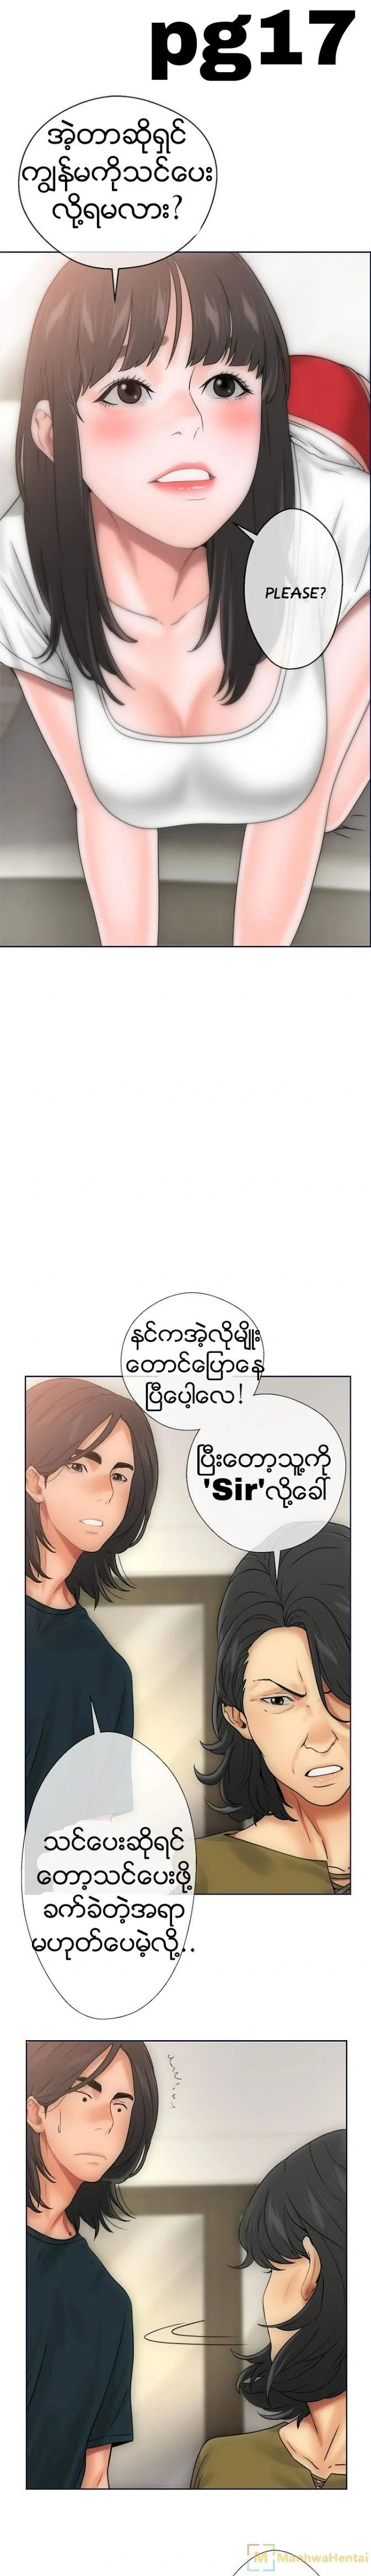 pg17
အဲ့တာဆိုရှင်
ကျွန်မကိုသင်ပေး
လို့ရမလား?
PLEASE?
နင်ကအဲ့လိုမျိုး
တောင်ပြောနေ
ပြီပေါ့လေ!
ပြီးတော့သူ့ကို
'Sir'လို့ခေါ်
သင်ပေးဆိုရင်
တော့သင်ပေးဖို့
ခက်ခဲတဲ့အရာ
မဟုတ်ပေမဲ့လို့..
M ManhwaHentai